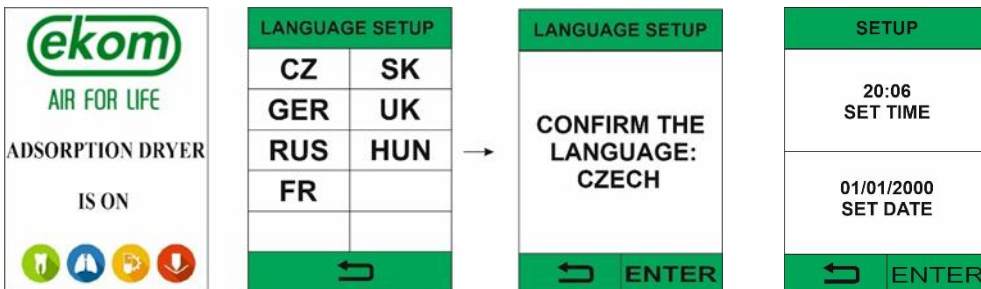 ekom
AIR FOR LIFE
ADSORPTION DRYER
IS ON
LANGUAGE SETUP
CZ SK
GER UK
RUS HUN
FR
LANGUAGE SETUP
CONFIRM THE
LANGUAGE:
CZECH
ENTER
SETUP
20:06
SET TIME
01/01/2000
SET DATE
ENTER